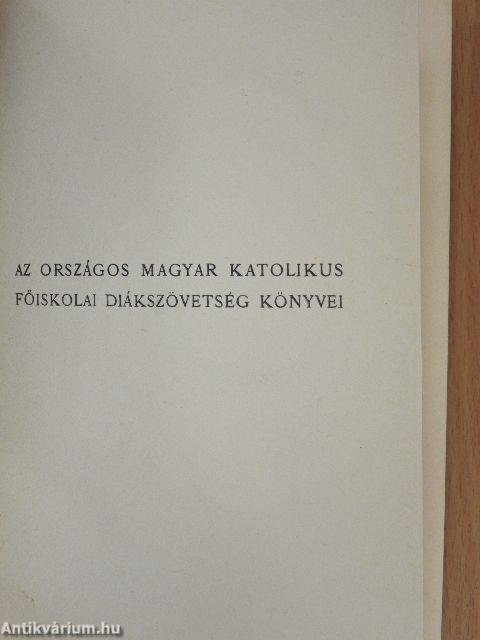 AZ ORSZÁGOS MAGYAR KATOLIKUS
FŐISKOLAI DIÁKSZÖVETSÉG KÖNYVEI
Antikvárium.hu